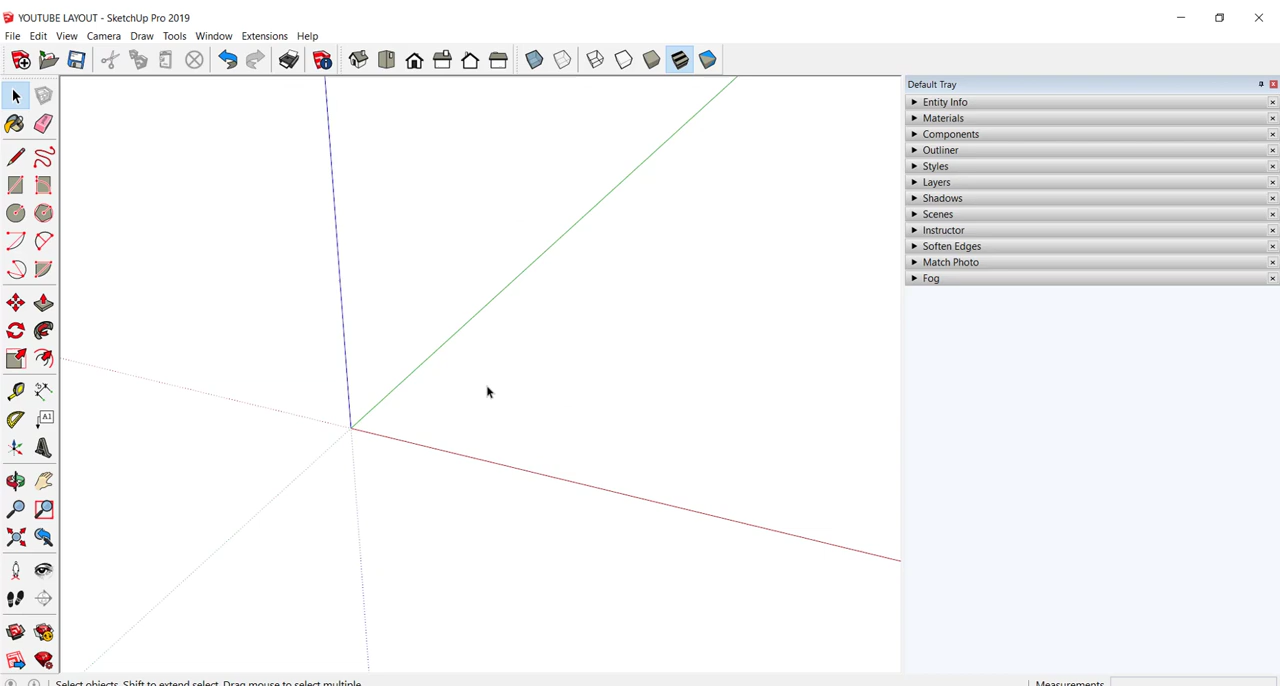 YOUTUBE LAYOUT - SketchUp Pro 2019
File Edit View Camera Draw Tools Window Extensions Help
Default Tray
Entity Info
Materials
Components
Outliner
Styles
Layers
Shadows
Scenes
Instructor
Soften Edges
Match Photo
Fog
A1
Select objects. Shift to extend select. Drag mouse to select multiple.
Measurements